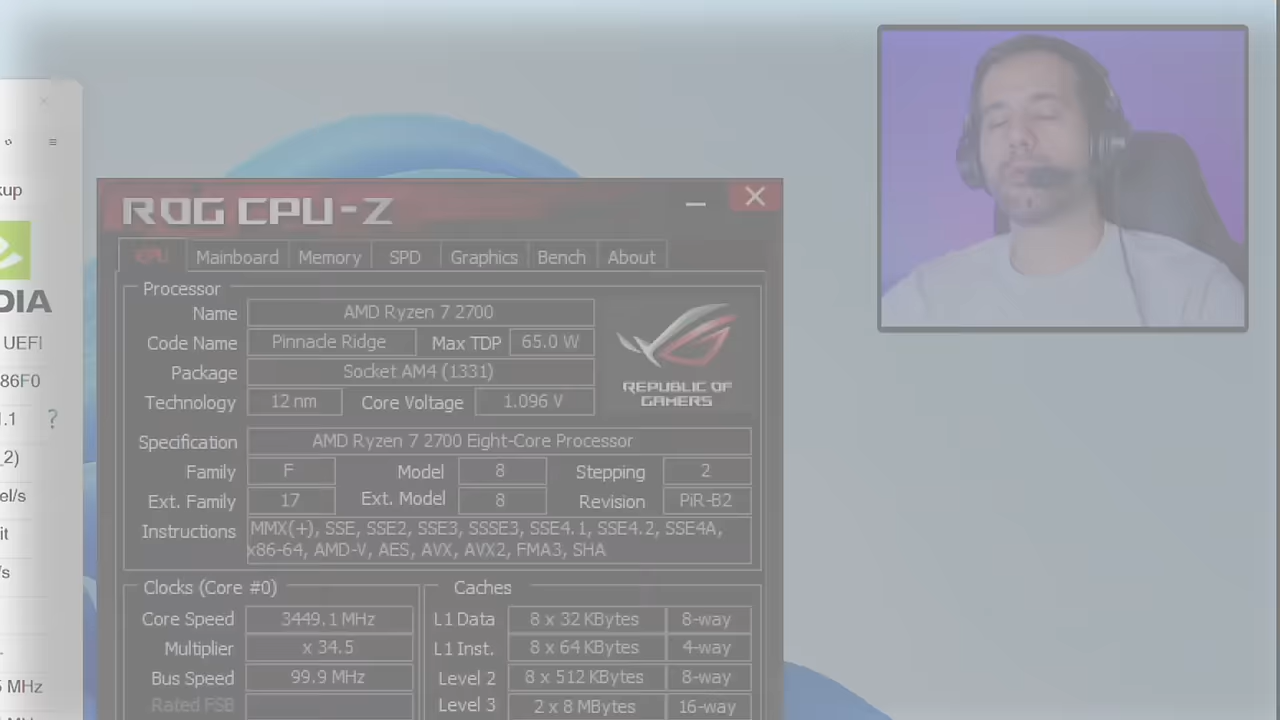 kup
DIA
UEFI
86F0
.1 ?
_2)
el/s
it
/s
5 MHz
ROG CPU-Z
CPU Mainboard Memory SPD Graphics Bench About
Processor
Name AMD Ryzen 7 2700
Code Name Pinnacle Ridge Max TDP 65.0 W
Package Socket AM4 (1331)
Technology 12 nm Core Voltage 1.096 V
REPUBLIC OF
GAMERS
Specification AMD Ryzen 7 2700 Eight-Core Processor
Family F Model 8 Stepping 2
Ext. Family 17 Ext. Model 8 Revision PiR-B2
Instructions MMX(+), SSE, SSE2, SSE3, SSSE3, SSE4.1, SSE4.2, SSE4A,
x86-64, AMD-V, AES, AVX, AVX2, FMA3, SHA
Clocks (Core #0)
Core Speed 3449.1 MHz
Multiplier x 34.5
Bus Speed 99.9 MHz
Rated FSB
Caches
L1 Data 8 x 32 KBytes 8-way
L1 Inst. 8 x 64 KBytes 4-way
Level 2 8 x 512 KBytes 8-way
Level 3 2 x 8 MBytes 16-way